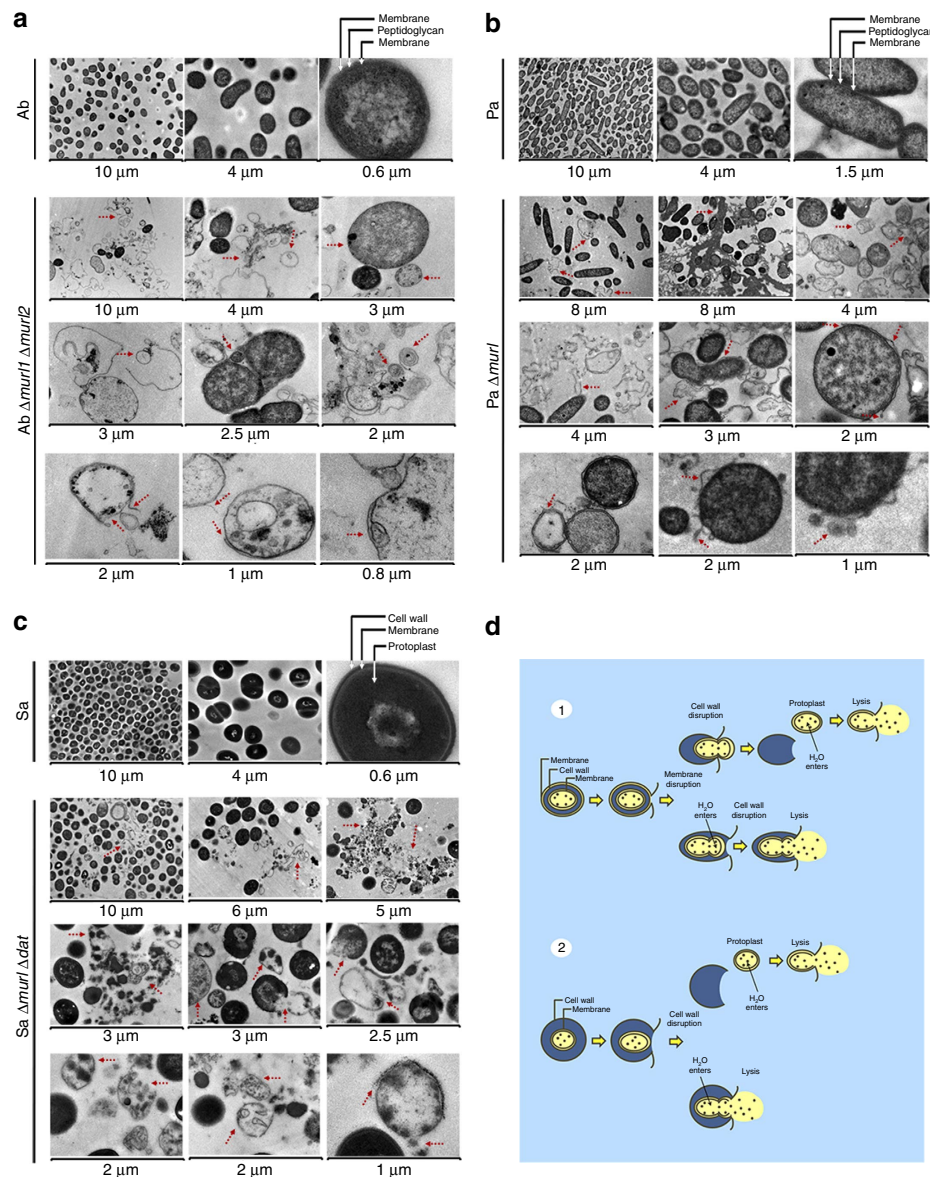 a
Membrane
Peptidoglycan
Membrane
Ab
10 μm
4 μm
0.6 μm
Ab ΔmurI1 ΔmurI2
10 μm
4 μm
3 μm
3 μm
2.5 μm
2 μm
2 μm
1 μm
0.8 μm
b
Membrane
Peptidoglycan
Membrane
Pa
10 μm
4 μm
1.5 μm
Pa ΔmurI
8 μm
8 μm
4 μm
4 μm
3 μm
2 μm
2 μm
2 μm
1 μm
c
Cell wall
Membrane
Protoplast
Sa
10 μm
4 μm
0.6 μm
Sa ΔmurI Δdat
10 μm
6 μm
5 μm
3 μm
3 μm
2.5 μm
2 μm
2 μm
1 μm
d
1
Membrane
Cell wall
Membrane
Membrane
disruption
Cell wall
disruption
Protoplast
H2O
enters
Lysis
H2O
enters
Cell wall
disruption
Lysis
2
Cell wall
Membrane
Cell wall
disruption
Protoplast
H2O
enters
Lysis
H2O
enters
Lysis